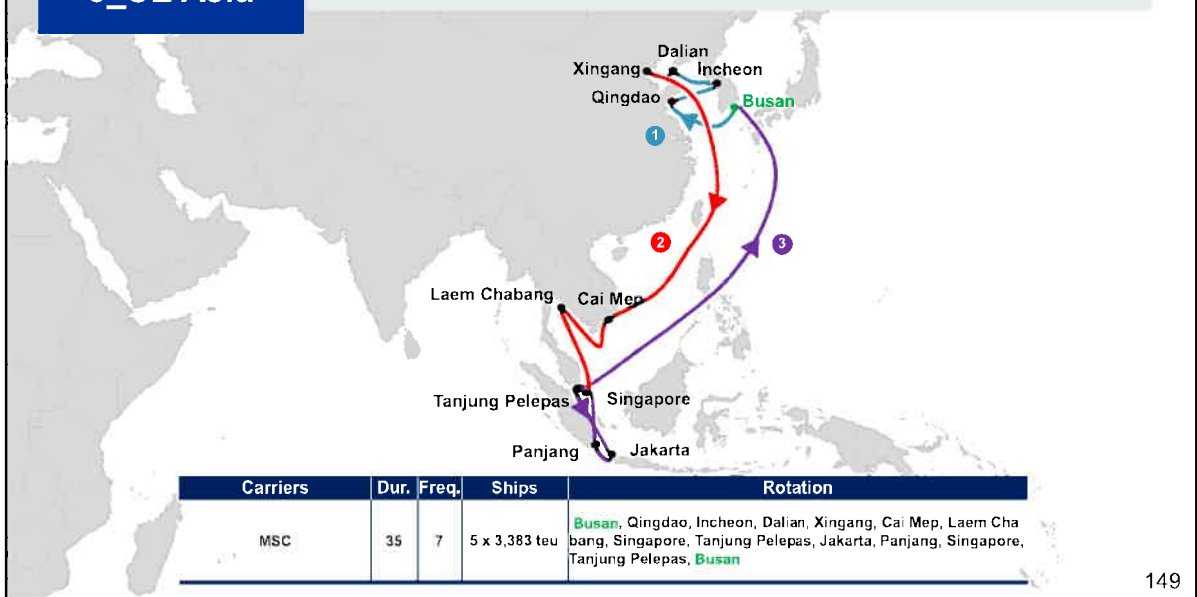 Dalian
Xingang
Incheon
Qingdao
Busan
1
2
3
Laem Chabang
Cai Mep
Tanjung Pelepas
Singapore
Panjang
Jakarta
Carriers Dur. Freq. Ships Rotation
MSC 35 7 5 x 3,383 teu
Busan, Qingdao, Incheon, Dalian, Xingang, Cai Mep, Laem Cha
bang, Singapore, Tanjung Pelepas, Jakarta, Panjang, Singapore,
Tanjung Pelepas, Busan
149